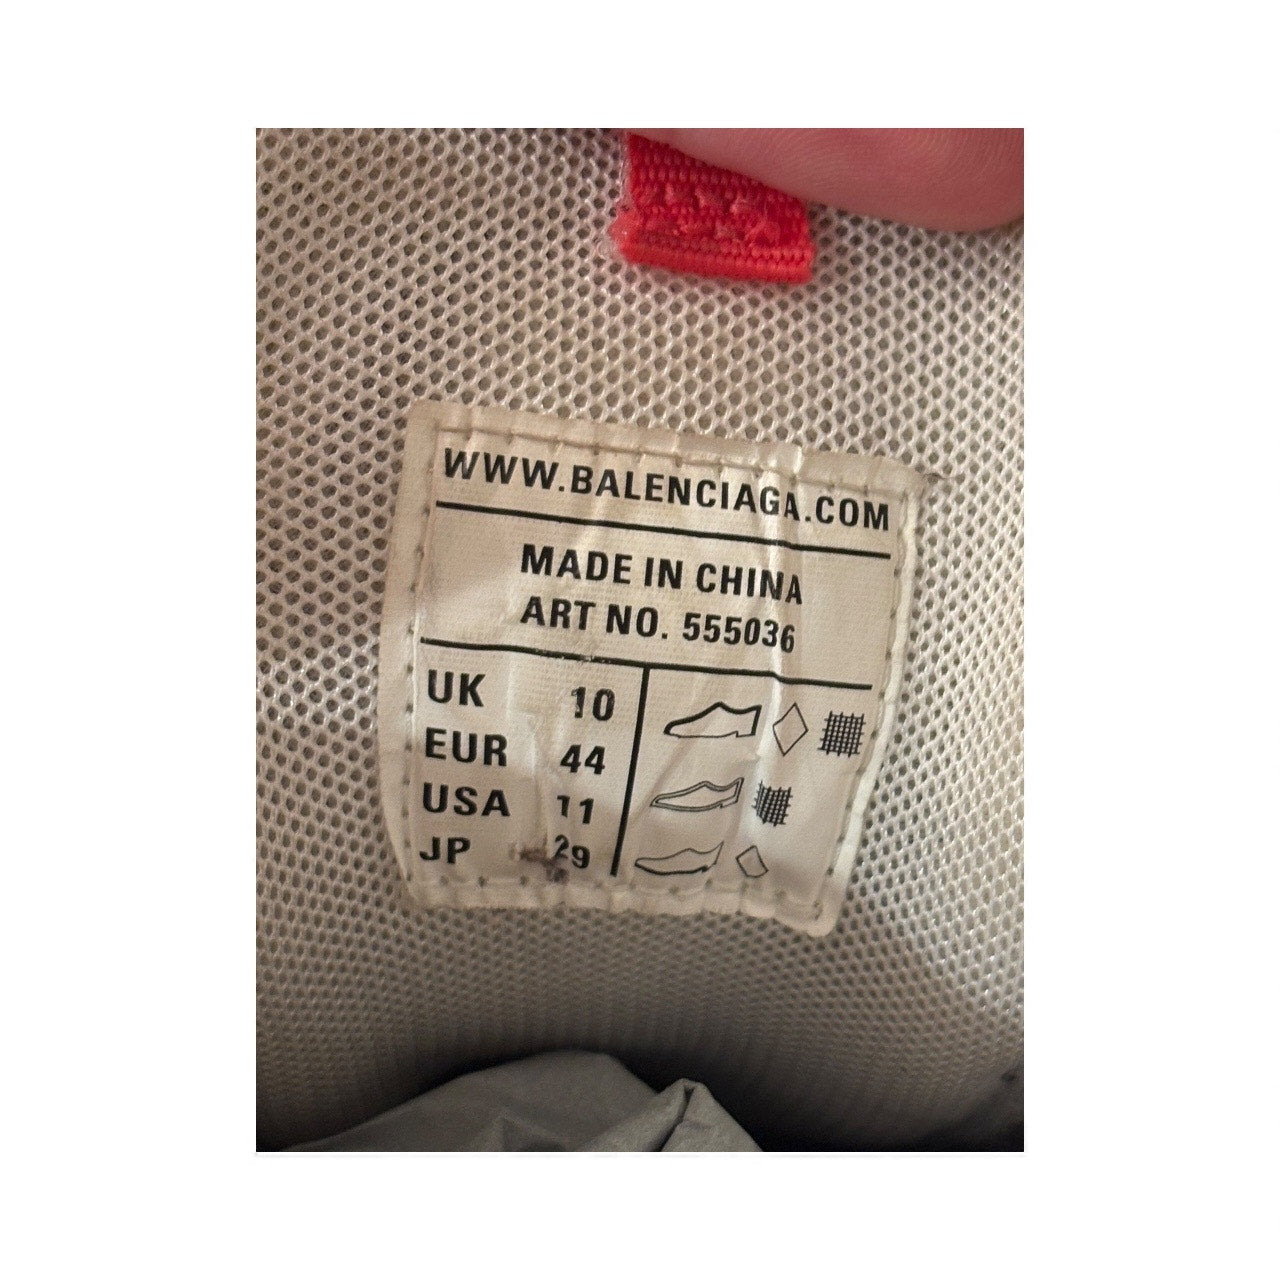 WWW.BALENCIAGA.COM
MADE IN CHINA
ART NO. 555036
UK 10
EUR 44
USA 11
JP 29